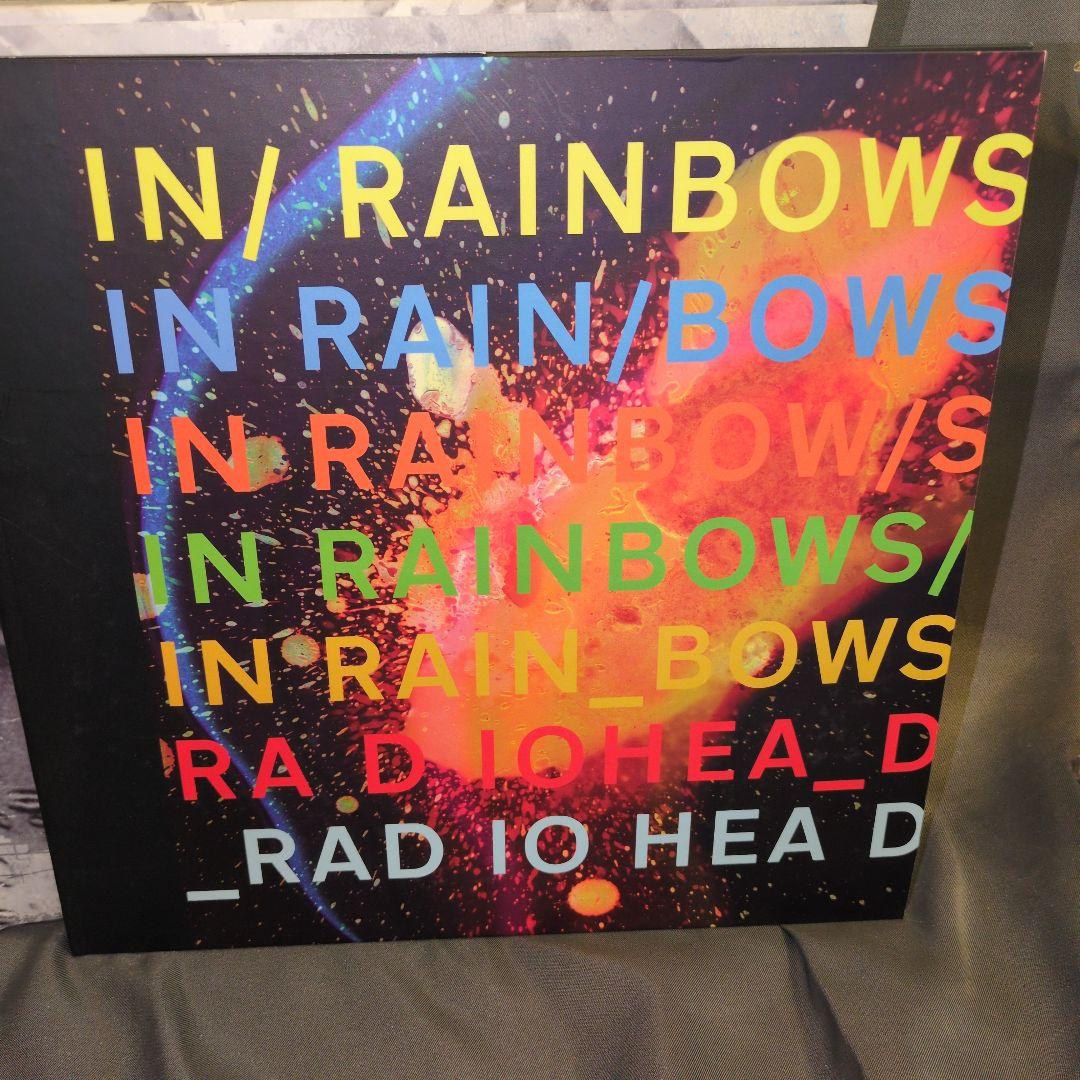 IN/ RAINBOWS
IN RAIN/BOWS
IN RAINBOW/S
IN RAINBOWS/
IN RAIN_BOWS
RA D IOHEA_D
_RAD IO HEA D